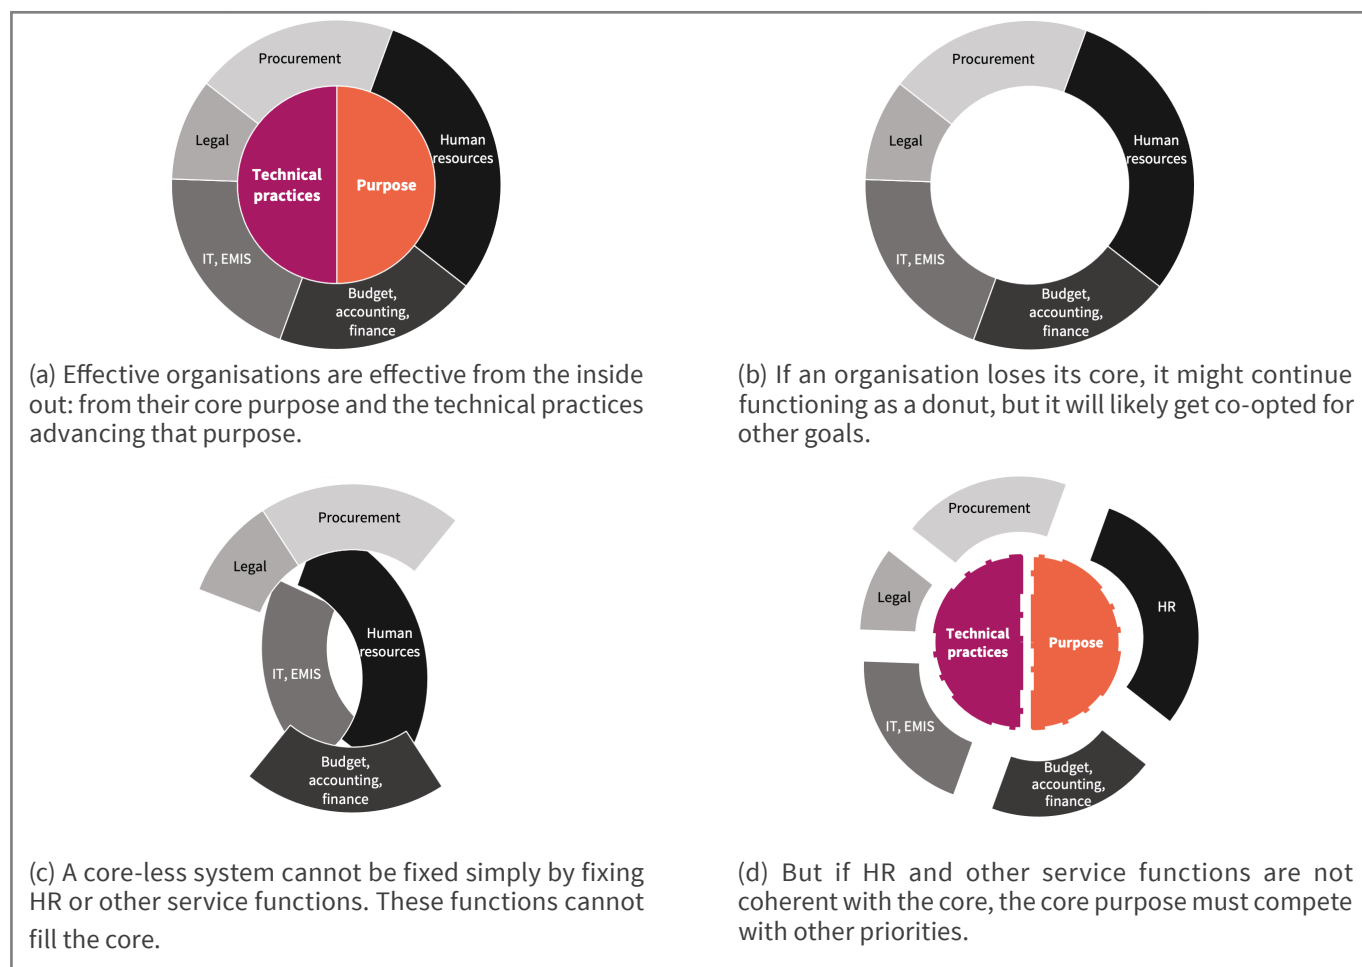 Procurement
Human
resources
Legal
Technical
practices
Purpose
IT, EMIS
Budget,
accounting,
finance
(a) Effective organisations are effective from the inside
out: from their core purpose and the technical practices
advancing that purpose.
Procurement
Human
resources
Legal
IT, EMIS
Budget,
accounting,
finance
(b) If an organisation loses its core, it might continue
functioning as a donut, but it will likely get co-opted for
other goals.
Procurement
Legal
Human
resources
IT, EMIS
Budget,
accounting,
finance
(c) A core-less system cannot be fixed simply by fixing
HR or other service functions. These functions cannot
fill the core.
Procurement
Legal
HR
Technical
practices
Purpose
IT, EMIS
Budget,
accounting,
finance
(d) But if HR and other service functions are not
coherent with the core, the core purpose must compete
with other priorities.